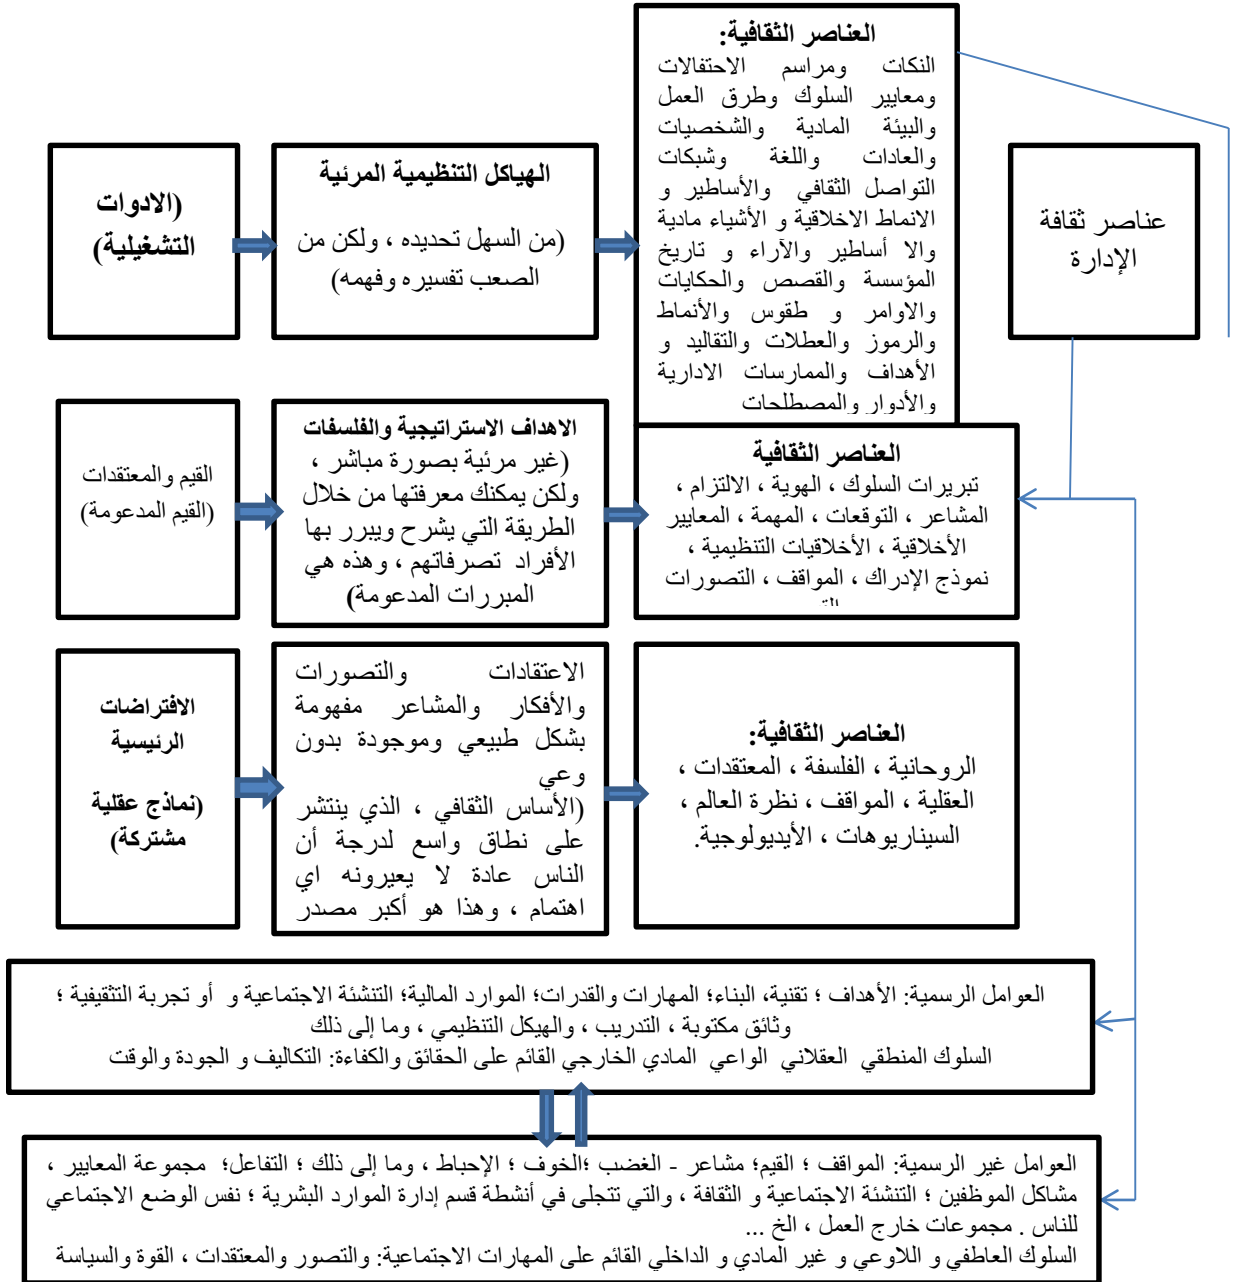 العناصر الثقافية:
النكات ومراسم الاحتفالات
ومعايير السلوك وطرق العمل
والبيئة المادية والشخصيات
والعادات واللغة وشبكات
التواصل الثقافي والأساطير و
الانماط الاخلاقية و الأشياء مادية
والا أساطير والآراء و تاريخ
المؤسسة والقصص والحكايات
والاوامر و طقوس والأنماط
والرموز والعطلات والتقاليد و
الأهداف والممارسات الادارية
والأدوار والمصطلحات
عناصر ثقافة
الإدارة
الهياكل التنظيمية المرئية
(من السهل تحديده ، ولكن من
الصعب تفسيره وفهمه)
(الادوات
التشغيلية)
العناصر الثقافية
تبريرات السلوك ، الهوية ، الالتزام ،
المشاعر ، التوقعات ، المهمة ، المعايير
الأخلاقية ، الأخلاقيات التنظيمية ،
نموذج الإدراك ، المواقف ، التصورات
الاهداف الاستراتيجية والفلسفات
(غير مرئية بصورة مباشر ،
ولكن يمكنك معرفتها من خلال
الطريقة التي يشرح ويبرر بها
الأفراد تصرفاتهم ، وهذه هي
المبررات المدعومة)
القيم والمعتقدات
(القيم المدعومة)
العناصر الثقافية:
الروحانية ، الفلسفة ، المعتقدات ،
العقلية ، المواقف ، نظرة العالم ،
السيناريوهات ، الأيديولوجية.
الاعتقادات والتصورات
والأفكار والمشاعر مفهومة
بشكل طبيعي وموجودة بدون
وعي
(الأساس الثقافي ، الذي ينتشر
على نطاق واسع لدرجة أن
الناس عادة لا يعيرونه اي
اهتمام ، وهذا هو أكبر مصدر
الافتراضات
الرئيسية
(نماذج عقلية
مشتركة)
العوامل الرسمية: الأهداف ؛ تقنية، البناء؛ المهارات والقدرات؛ الموارد المالية؛ التنشئة الاجتماعية و أو تجربة التثقيفية ؛
وثائق مكتوبة ، التدريب ، والهيكل التنظيمي ، وما إلى ذلك
السلوك المنطقي العقلاني الواعي المادي الخارجي القائم على الحقائق والكفاءة: التكاليف و الجودة والوقت
العوامل غير الرسمية: المواقف ؛ القيم؛ مشاعر - الغضب ؛الخوف ؛ الإحباط ، وما إلى ذلك ؛ التفاعل؛ مجموعة المعايير ،
مشاكل الموظفين ؛ التنشئة الاجتماعية و الثقافة ، والتي تتجلى في أنشطة قسم إدارة الموارد البشرية ؛ نفس الوضع الاجتماعي
للناس . مجموعات خارج العمل ، الخ ...
السلوك العاطفي و اللاوعي و غير المادي و الداخلي القائم على المهارات الاجتماعية: والتصور والمعتقدات ، القوة والسياسة